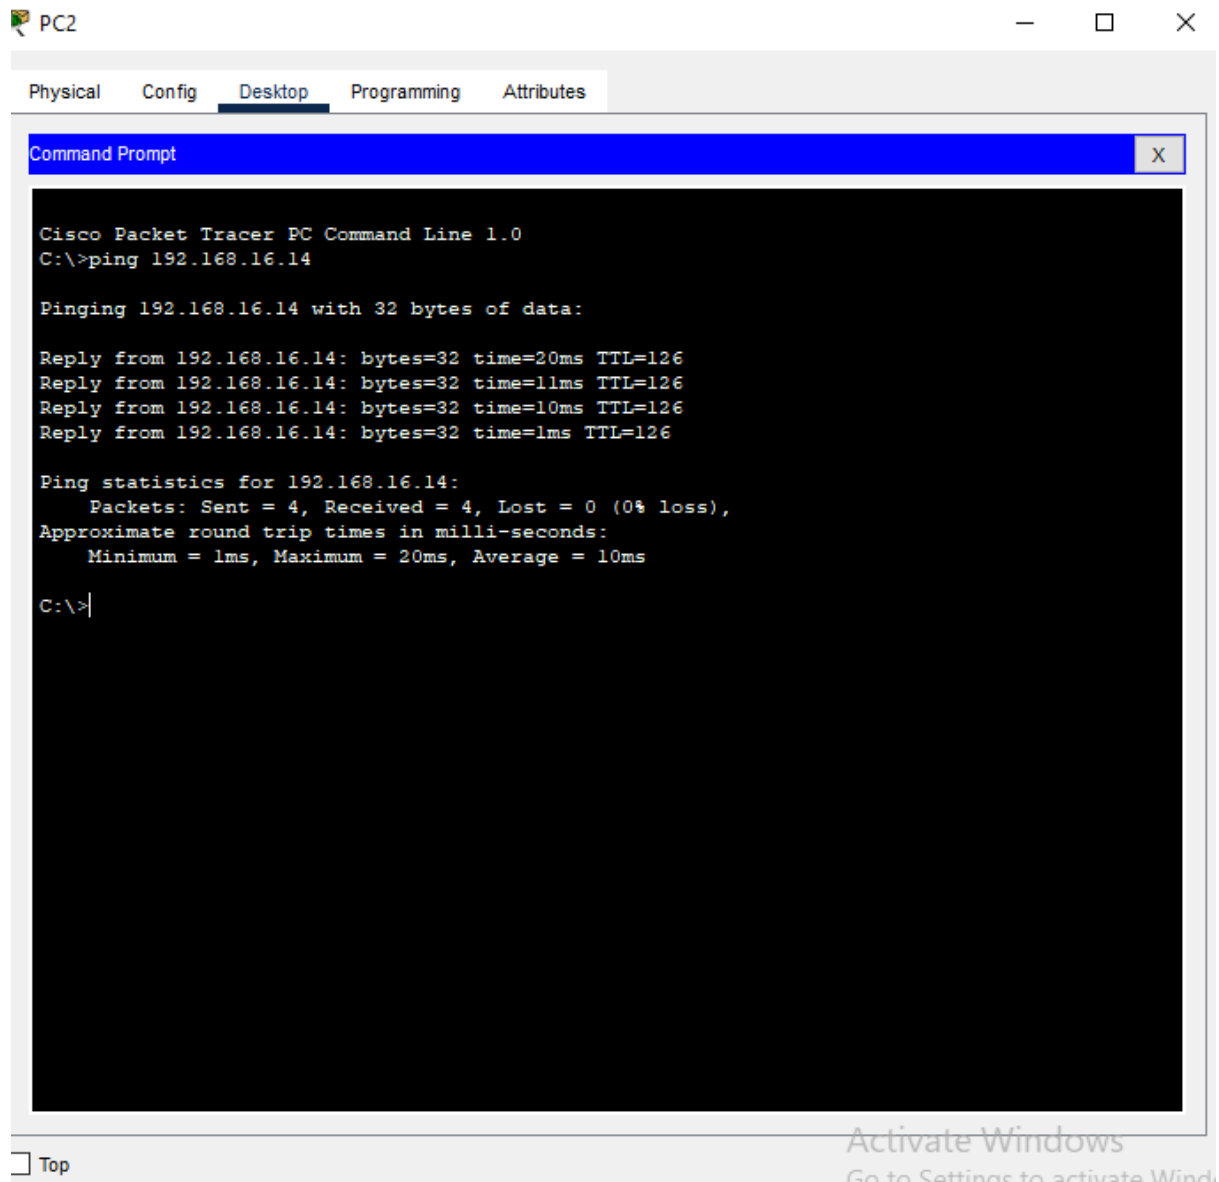 PC2
Physical Config Desktop Programming Attributes
Command Prompt X
Cisco Packet Tracer PC Command Line 1.0
C:\>ping 192.168.16.14
Pinging 192.168.16.14 with 32 bytes of data:
Reply from 192.168.16.14: bytes=32 time=20ms TTL=126
Reply from 192.168.16.14: bytes=32 time=11ms TTL=126
Reply from 192.168.16.14: bytes=32 time=10ms TTL=126
Reply from 192.168.16.14: bytes=32 time=1ms TTL=126
Ping statistics for 192.168.16.14:
Packets: Sent = 4, Received = 4, Lost = 0 (0% loss),
Approximate round trip times in milli-seconds:
Minimum = 1ms, Maximum = 20ms, Average = 10ms
C:\>
Activate Windows
Top
Go to Settings to activate